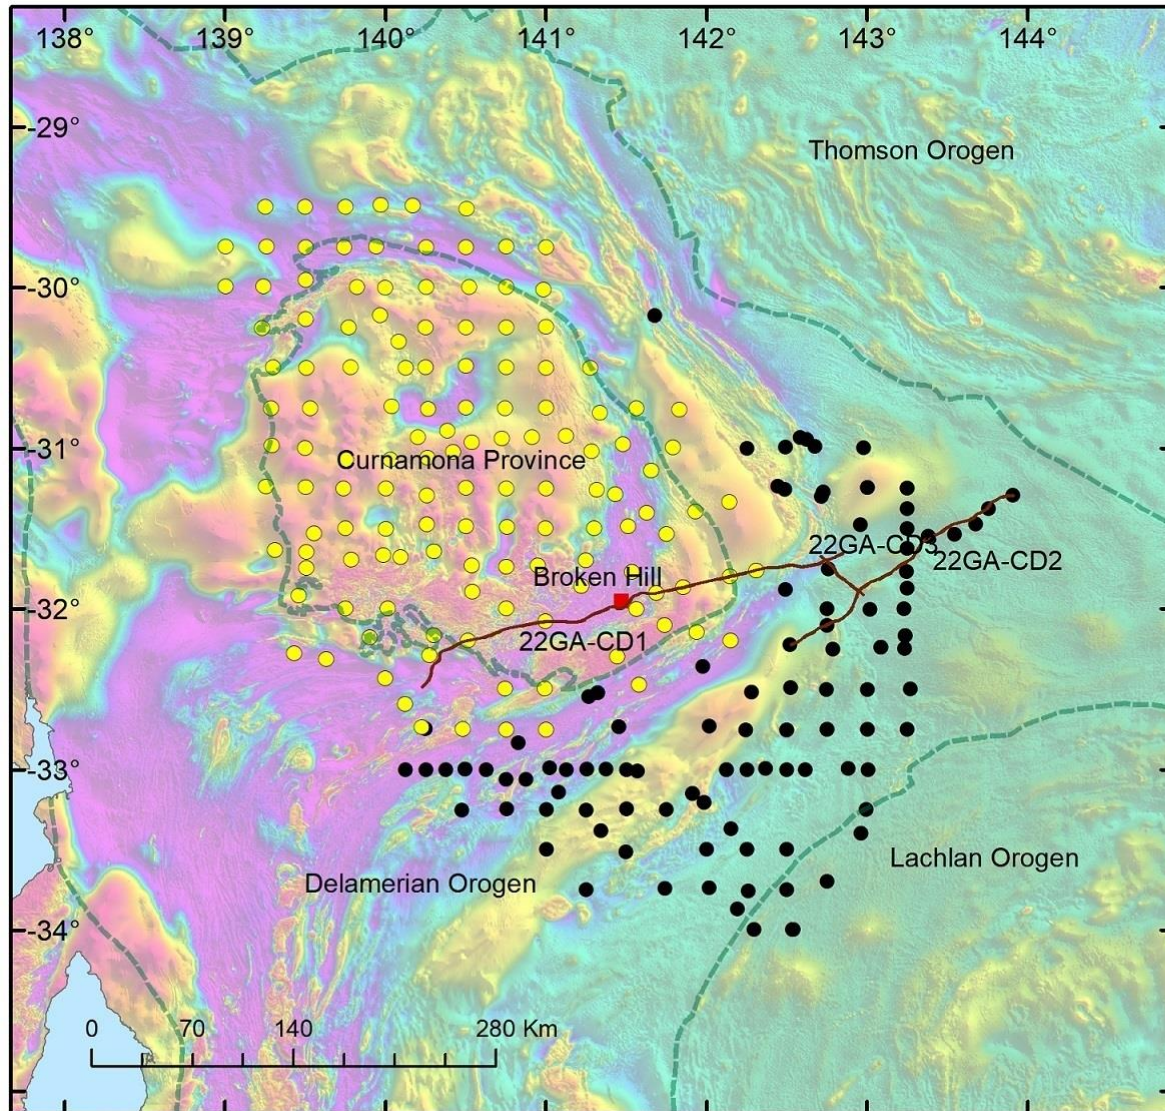 138° 139° 140° 141° 142° 143° 144°
-29°
Thomson Orogen
-30°
-31°
Curnamona Province
22GA-CD3
22GA-CD2
Broken Hill
-32°
22GA-CD1
-33°
Lachlan Orogen
Delamerian Orogen
-34°
0 70 140 280 Km